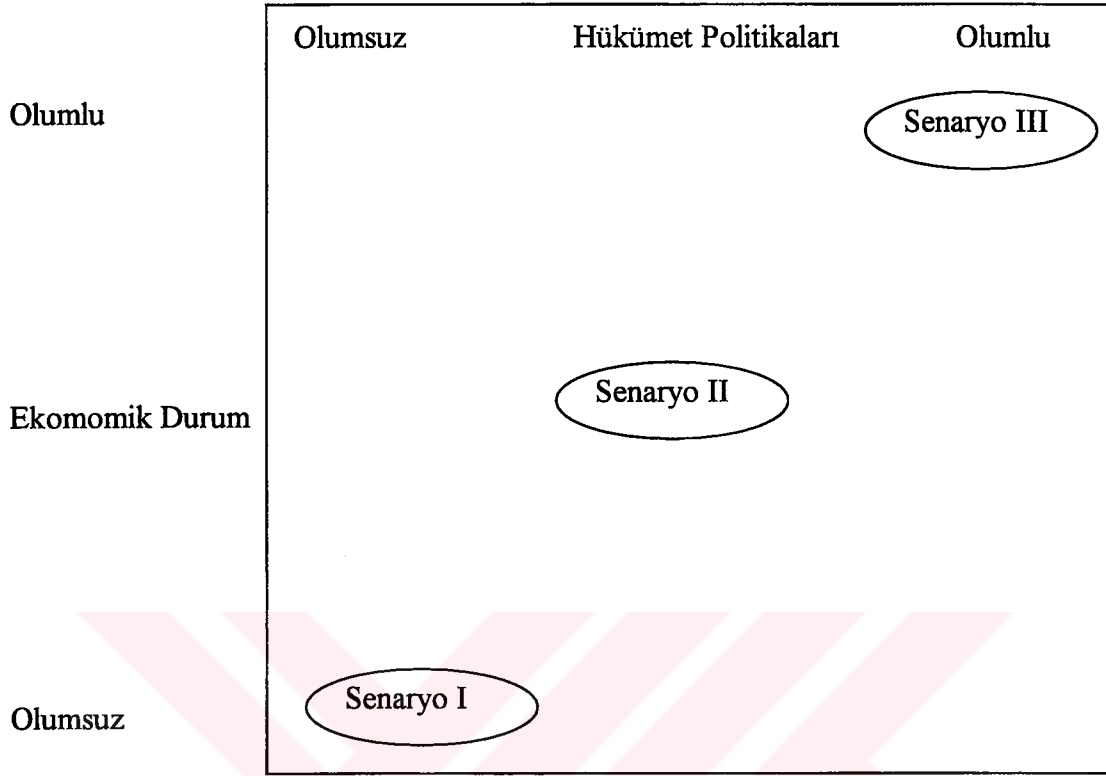 Olumsuz Hükümet Politikaları Olumlu
Olumlu
Senaryo III
Senaryo II
Ekomomik Durum
Senaryo I
Olumsuz